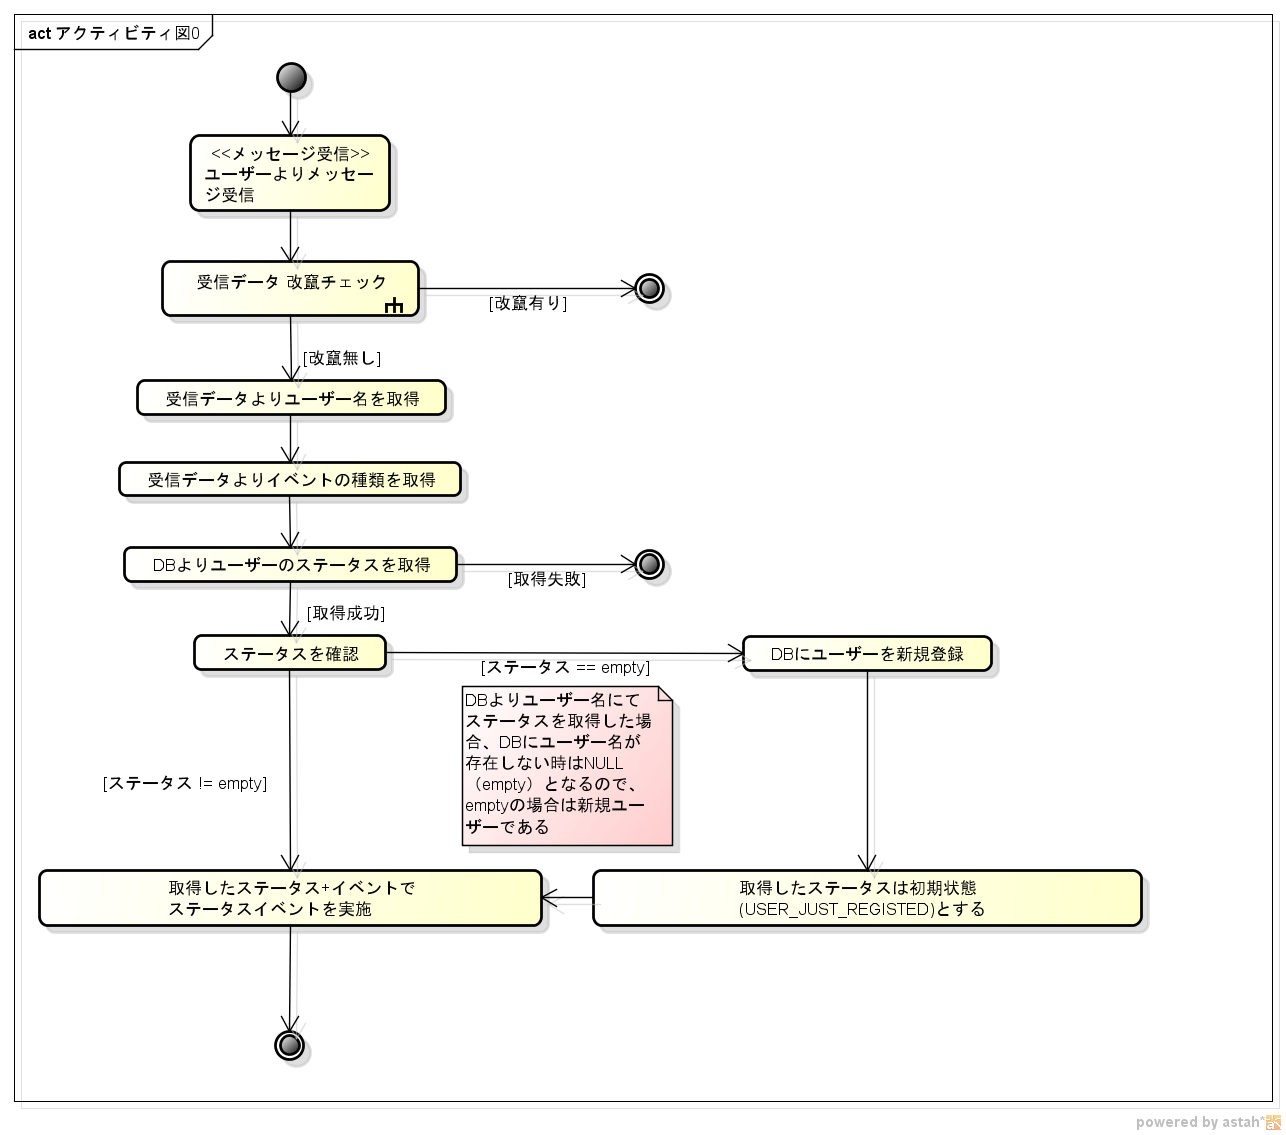 act アクティビティ図0
<<メッセージ受信>>
ユーザーよりメッセー
ジ受信
受信データ 改竄チェック
[改竄有り]
[改竄無し]
受信データよりユーザー名を取得
受信データよりイベントの種類を取得
DBよりユーザーのステータスを取得
[取得失敗]
[取得成功]
ステータスを確認
[ステータス == empty]
DBにユーザーを新規登録
DBよりユーザー名にて
ステータスを取得した場
合、DBにユーザー名が
存在しない時はNULL
（empty）となるので、
emptyの場合は新規ユー
ザーである
[ステータス != empty]
取得したステータス+イベントで
ステータスイベントを実施
取得したステータスは初期状態
(USER_JUST_REGISTED)とする
powered by astah*